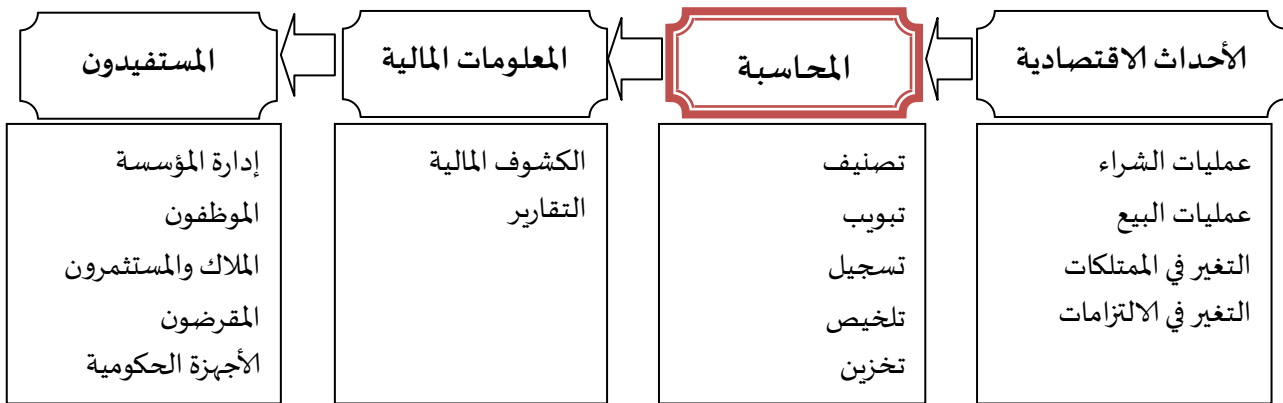 الأحداث الاقتصادية
عمليات الشراء
عمليات البيع
التغير في الممتلكات
التغير في الالتزامات
المحاسبة
تصنيف
تبويب
تسجيل
تلخيص
تخزين
المعلومات المالية
الكشوف المالية
التقارير
المستفيدون
إدارة المؤسسة
الموظفون
الملاك والمستثمرون
المقرضون
الأجهزة الحكومية